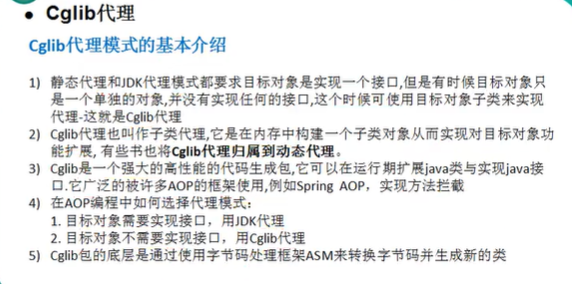 • Cglib代理
Cglib代理模式的基本介绍
1) 静态代理和JDK代理模式都要求目标对象是实现一个接口,但是有时候目标对象只
是一个单独的对象,并没有实现任何的接口,这个时候可使用目标对象子类来实现
代理-这就是Cglib代理
2) Cglib代理也叫作子类代理,它是在内存中构建一个子类对象从而实现对目标对象功
能扩展, 有些书也将Cglib代理归属到动态代理。
3) Cglib是一个强大的高性能的代码生成包,它可以在运行期扩展java类与实现java接
口.它广泛的被许多AOP的框架使用,例如Spring AOP，实现方法拦截
4) 在AOP编程中如何选择代理模式：
1. 目标对象需要实现接口，用JDK代理
2. 目标对象不需要实现接口，用Cglib代理
5) Cglib包的底层是通过使用字节码处理框架ASM来转换字节码并生成新的类